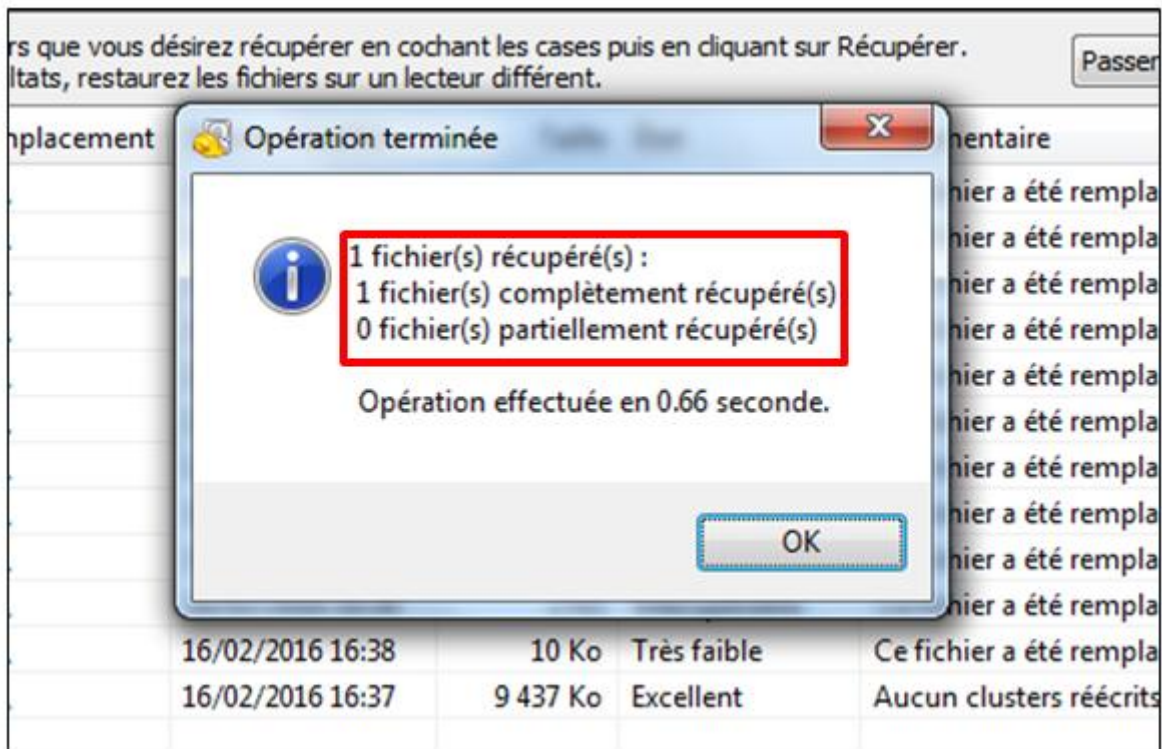 rs que vous désirez récupérer en cochant les cases puis en cliquant sur Récupérer.
ltats, restaurez les fichiers sur un lecteur différent.
Passer
nplacement
Opération terminée
entaire
1 fichier(s) récupéré(s) :
1 fichier(s) complètement récupéré(s)
0 fichier(s) partiellement récupéré(s)
Opération effectuée en 0.66 seconde.
OK
hier a été rempla
hier a été rempla
hier a été rempla
hier a été rempla
hier a été rempla
hier a été rempla
hier a été rempla
hier a été rempla
hier a été rempla
hier a été rempla
16/02/2016 16:38 10 Ko Très faible Ce fichier a été rempla
16/02/2016 16:37 9 437 Ko Excellent Aucun clusters réécrits